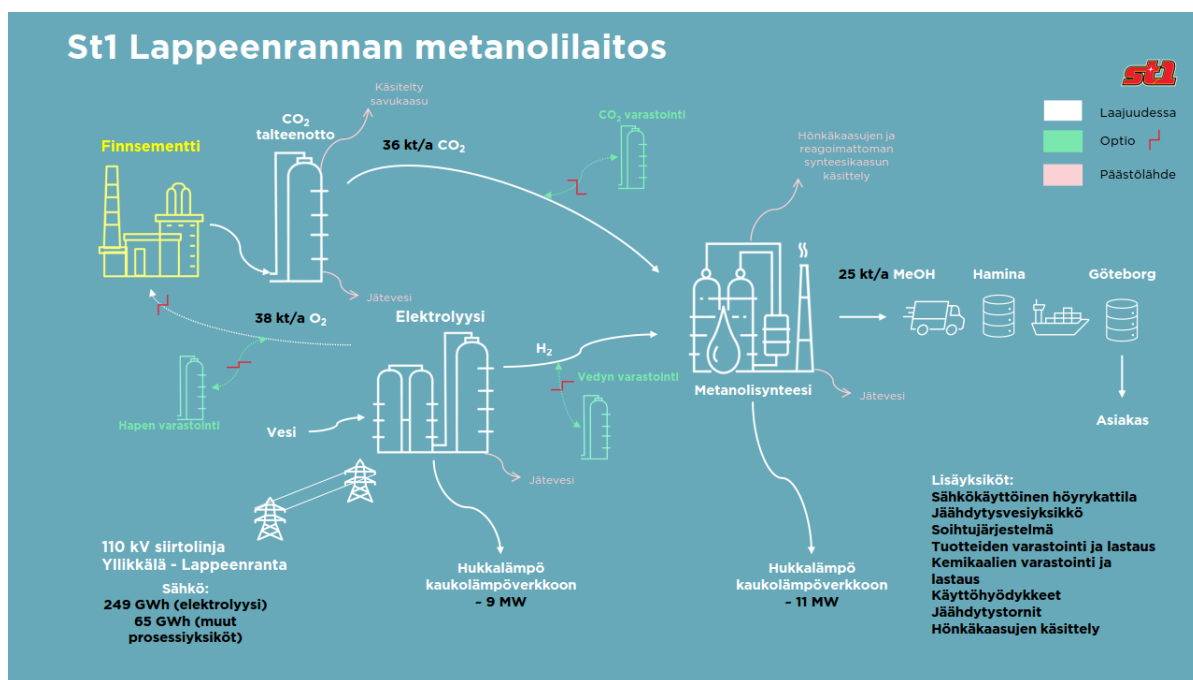 St1 Lappeenrannan metanolilaitos
st1
Laajuudessa
Optio
Päästölähde
Käsitelty
savukaasu
CO₂
talteenotto
Finnsementti
36 kt/a CO₂
CO₂ varastointi
Hönkäkaasujen ja
reagoimattoman
synteesikaasun
käsittely
Jätevesi
38 kt/a O₂
Elektrolyysi
H₂
25 kt/a MeOH
Hamina
Göteborg
Hapen varastointi
Vesi
Vedyn varastointi
Metanolisynteesi
Jätevesi
Asiakas
Jätevesi
110 kV siirtolinja
Yllikkälä - Lappeenranta
Sähkö:
249 GWh (elektrolyysi)
65 GWh (muut
prosessiyksiköt)
Hukkalämpö
kaukolämpöverkkoon
~ 9 MW
Hukkalämpö
kaukolämpöverkkoon
~ 11 MW
Lisäyksiköt:
Sähkökäyttöinen höyrykattila
Jäähdytysvesiyksikkö
Soihtujärjestelmä
Tuotteiden varastointi ja lastaus
Kemikaalien varastointi ja
lastaus
Käyttöhyödykkeet
Jäähdytystornit
Hönkäkaasujen käsittely